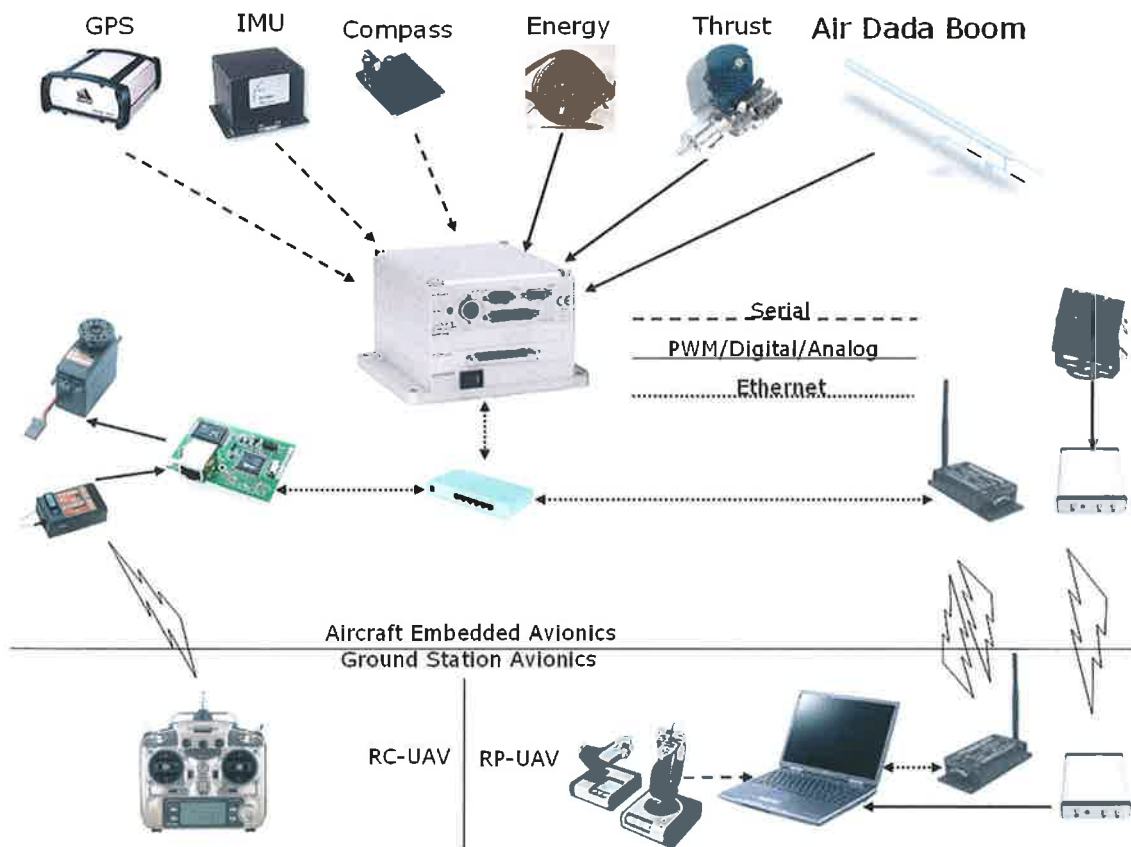 GPS
IMU
Compass
Energy
Thrust
Air Dada Boom
Serial
PWM/Digital/Analog
Ethernet
Aircraft Embedded Avionics
Ground Station Avionics
RC-UAV
RP-UAV